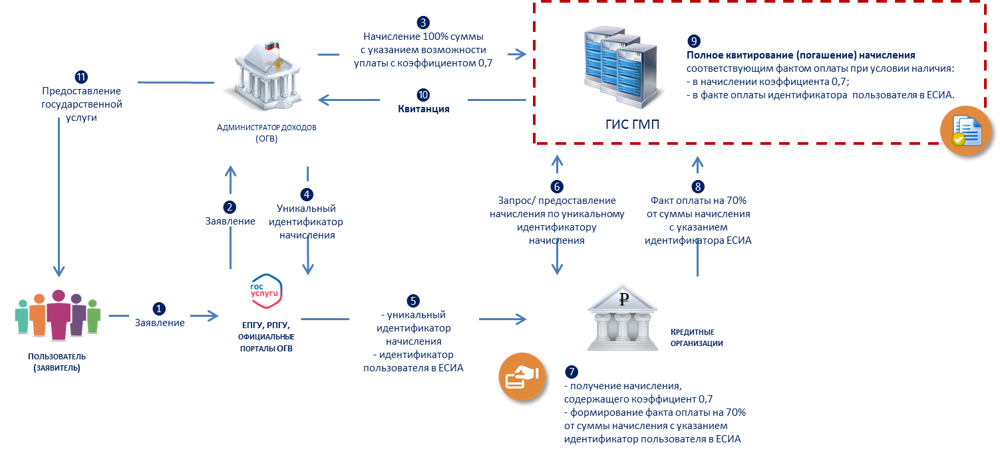 3
Начисление 100% суммы
с указанием возможности
уплаты с коэффициентом 0,7
9
Полное квитирование (погашение) начисления
соответствующим фактом оплаты при условии наличия:
- в начислении коэффициента 0,7;
- в факте оплаты идентификатора пользователя в ЕСИА.
ГИС ГМП
11
Предоставление
государственной
услуги
10
Квитанция
Администратор доходов
(ОГВ)
2
Заявление
4
Уникальный
идентификатор
начисления
6
Запрос/ предоставление
начисления по уникальному
идентификатору
начисления
8
Факт оплаты на 70%
от суммы начисления
с указанием
идентификатора ЕСИА
1
Заявление
Пользователь
(заявитель)
гос
услуги
ЕПГУ, РПГУ,
официальные
порталы ОГВ
5
- уникальный
идентификатор
начисления
- идентификатор
пользователя в ЕСИА
₽
Кредитные
организации
7
- получение начисления,
содержащего коэффициент 0,7
- формирование факта оплаты на 70%
от суммы начисления с указанием
идентификатор пользователя в ЕСИА